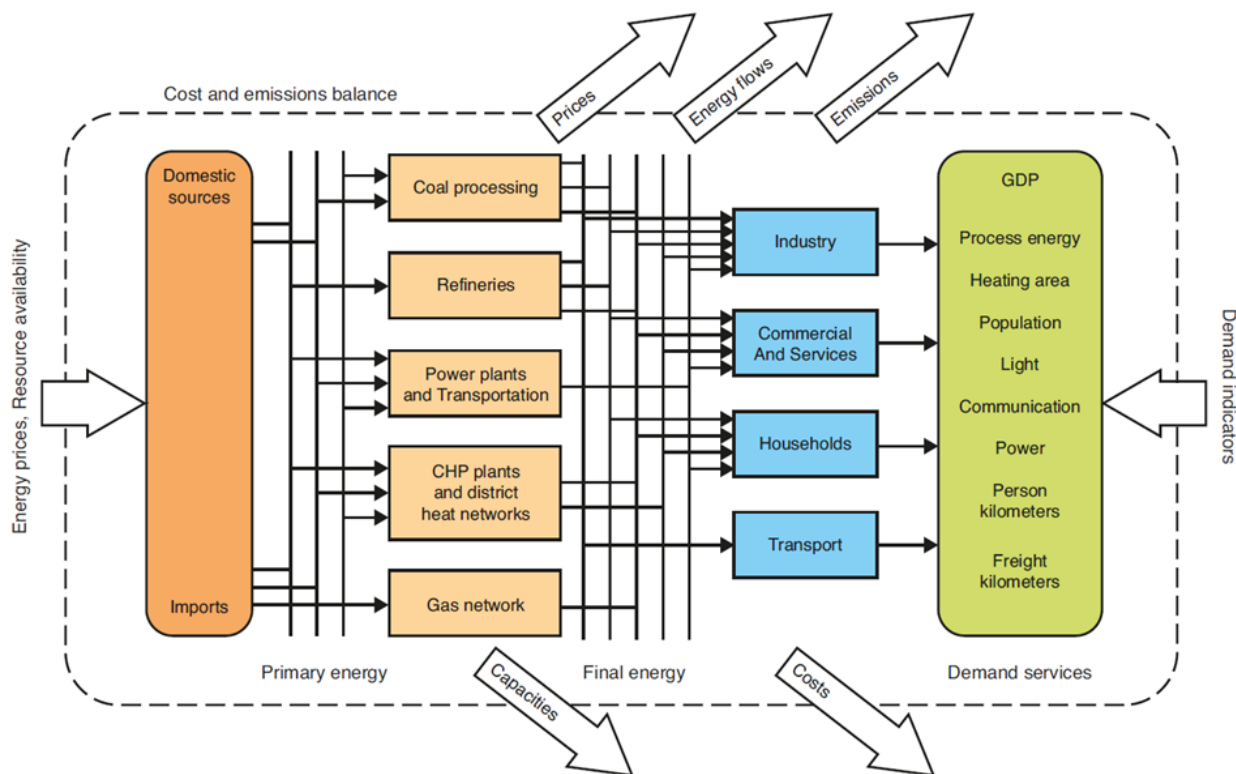 Prices
Energy flows
Emissions
Cost and emissions balance
Energy prices, Resource availability
Domestic
sources
Imports
Primary energy
Coal processing
Refineries
Power plants
and Transportation
CHP plants
and district
heat networks
Gas network
Capacities
Final energy
Industry
Commercial
And Services
Households
Transport
Costs
GDP
Process energy
Heating area
Population
Light
Communication
Power
Person
kilometers
Freight
kilometers
Demand services
Demand indicators